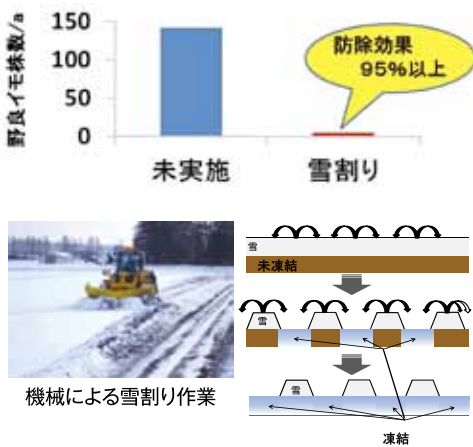 野良イモ株数/a
150
100
50
0
未実施
雪割り
防除効果
95%以上
雪
未凍結
雪
雪
凍結
機械による雪割り作業